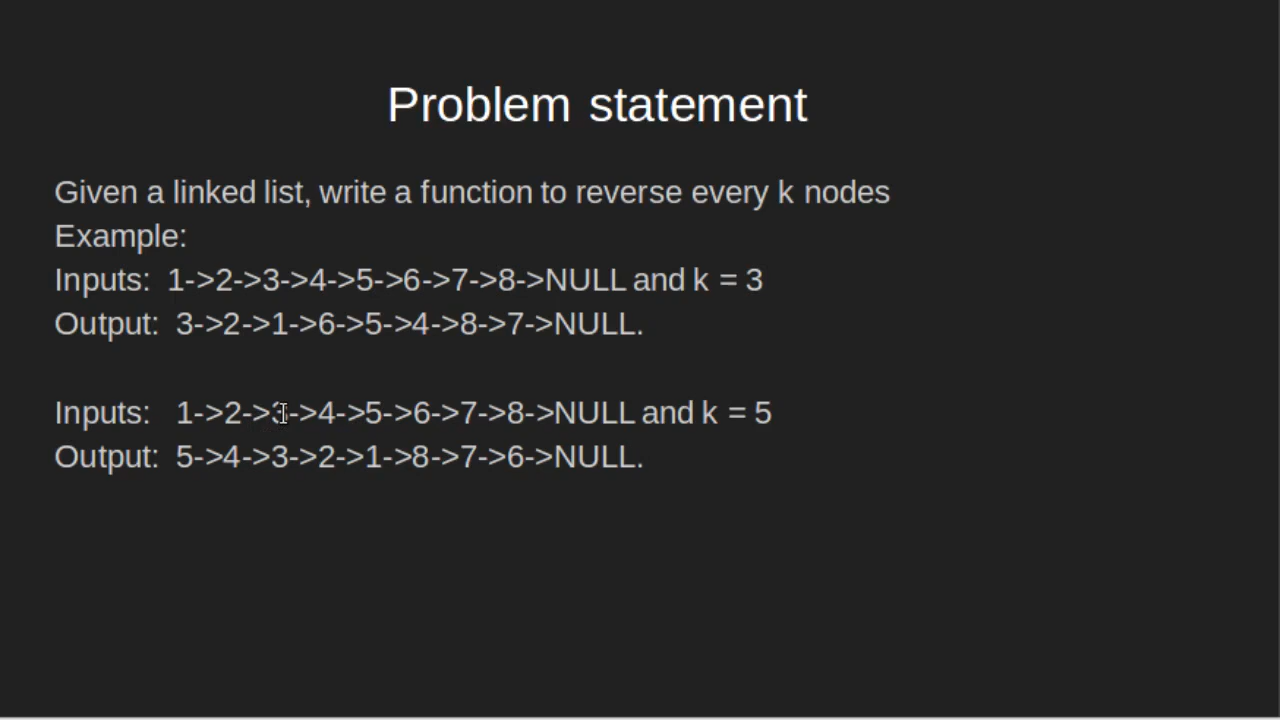 Problem statement
Given a linked list, write a function to reverse every k nodes
Example:
Inputs: 1->2->3->4->5->6->7->8->NULL and k = 3
Output: 3->2->1->6->5->4->8->7->NULL.
Inputs: 1->2->3->4->5->6->7->8->NULL and k = 5
Output: 5->4->3->2->1->8->7->6->NULL.